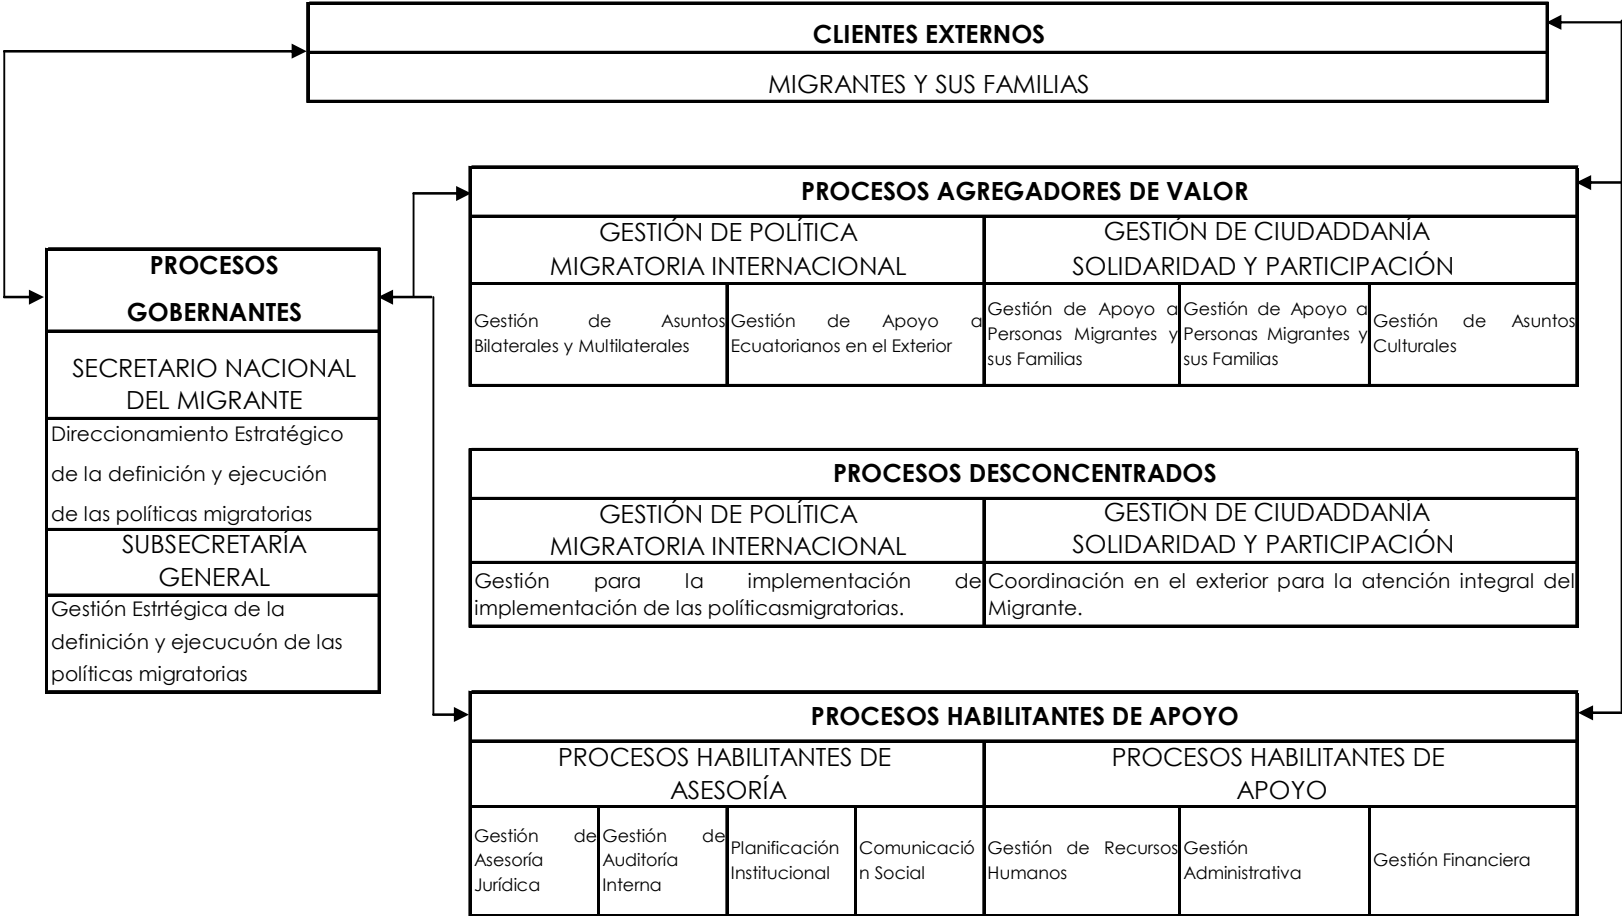 CLIENTES EXTERNOS
MIGRANTES Y SUS FAMILIAS
PROCESOS
GOBERNANTES
SECRETARIO NACIONAL
DEL MIGRANTE
Direccionamiento Estratégico
de la definición y ejecución
de las políticas migratorias
SUBSECRETARÍA
GENERAL
Gestión Estrtégica de la
definición y ejecucuón de las
políticas migratorias
PROCESOS AGREGADORES DE VALOR
GESTIÓN DE POLÍTICA
MIGRATORIA INTERNACIONAL
GESTIÓN DE CIUDADDANÍA
SOLIDARIDAD Y PARTICIPACIÓN
Gestión de Asuntos
Bilaterales y Multilaterales
Gestión de Apoyo a
Ecuatorianos en el Exterior
Gestión de Apoyo a
Personas Migrantes y
sus Familias
Gestión de Apoyo a
Personas Migrantes y
sus Familias
Gestión de Asuntos
Culturales
PROCESOS DESCONCENTRADOS
GESTIÓN DE POLÍTICA
MIGRATORIA INTERNACIONAL
GESTIÓN DE CIUDADDANÍA
SOLIDARIDAD Y PARTICIPACIÓN
Gestión para la implementación de
implementación de las políticasmigratorias.
Coordinación en el exterior para la atención integral del
Migrante.
PROCESOS HABILITANTES DE APOYO
PROCESOS HABILITANTES DE
ASESORÍA
PROCESOS HABILITANTES DE
APOYO
Gestión de
Asesoría
Jurídica
Gestión de
Auditoría
Interna
Planificación
Institucional
Comunicació
n Social
Gestión de Recursos
Humanos
Gestión
Administrativa
Gestión Financiera